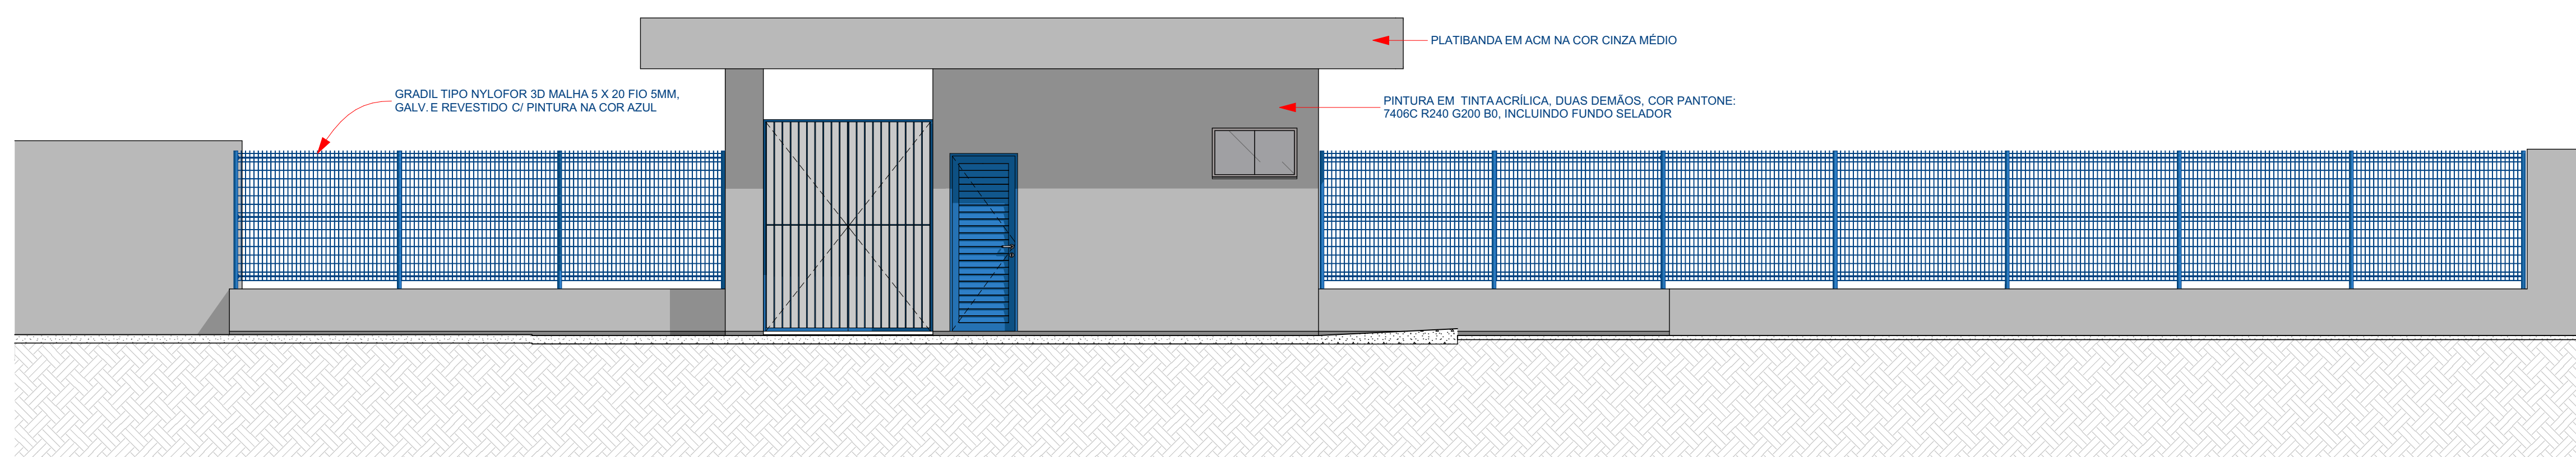 PLATIBANDA EM ACM NA COR CINZA MÉDIO
GRADIL TIPO NYLOFOR 3D MALHA 5 X 20 FIO 5MM,
GALV. E REVESTIDO C/ PINTURA NA COR AZUL
PINTURA EM TINTA ACRÍLICA, DUAS DEMÃOS, COR PANTONE:
7406C R240 G200 B0, INCLUINDO FUNDO SELADOR